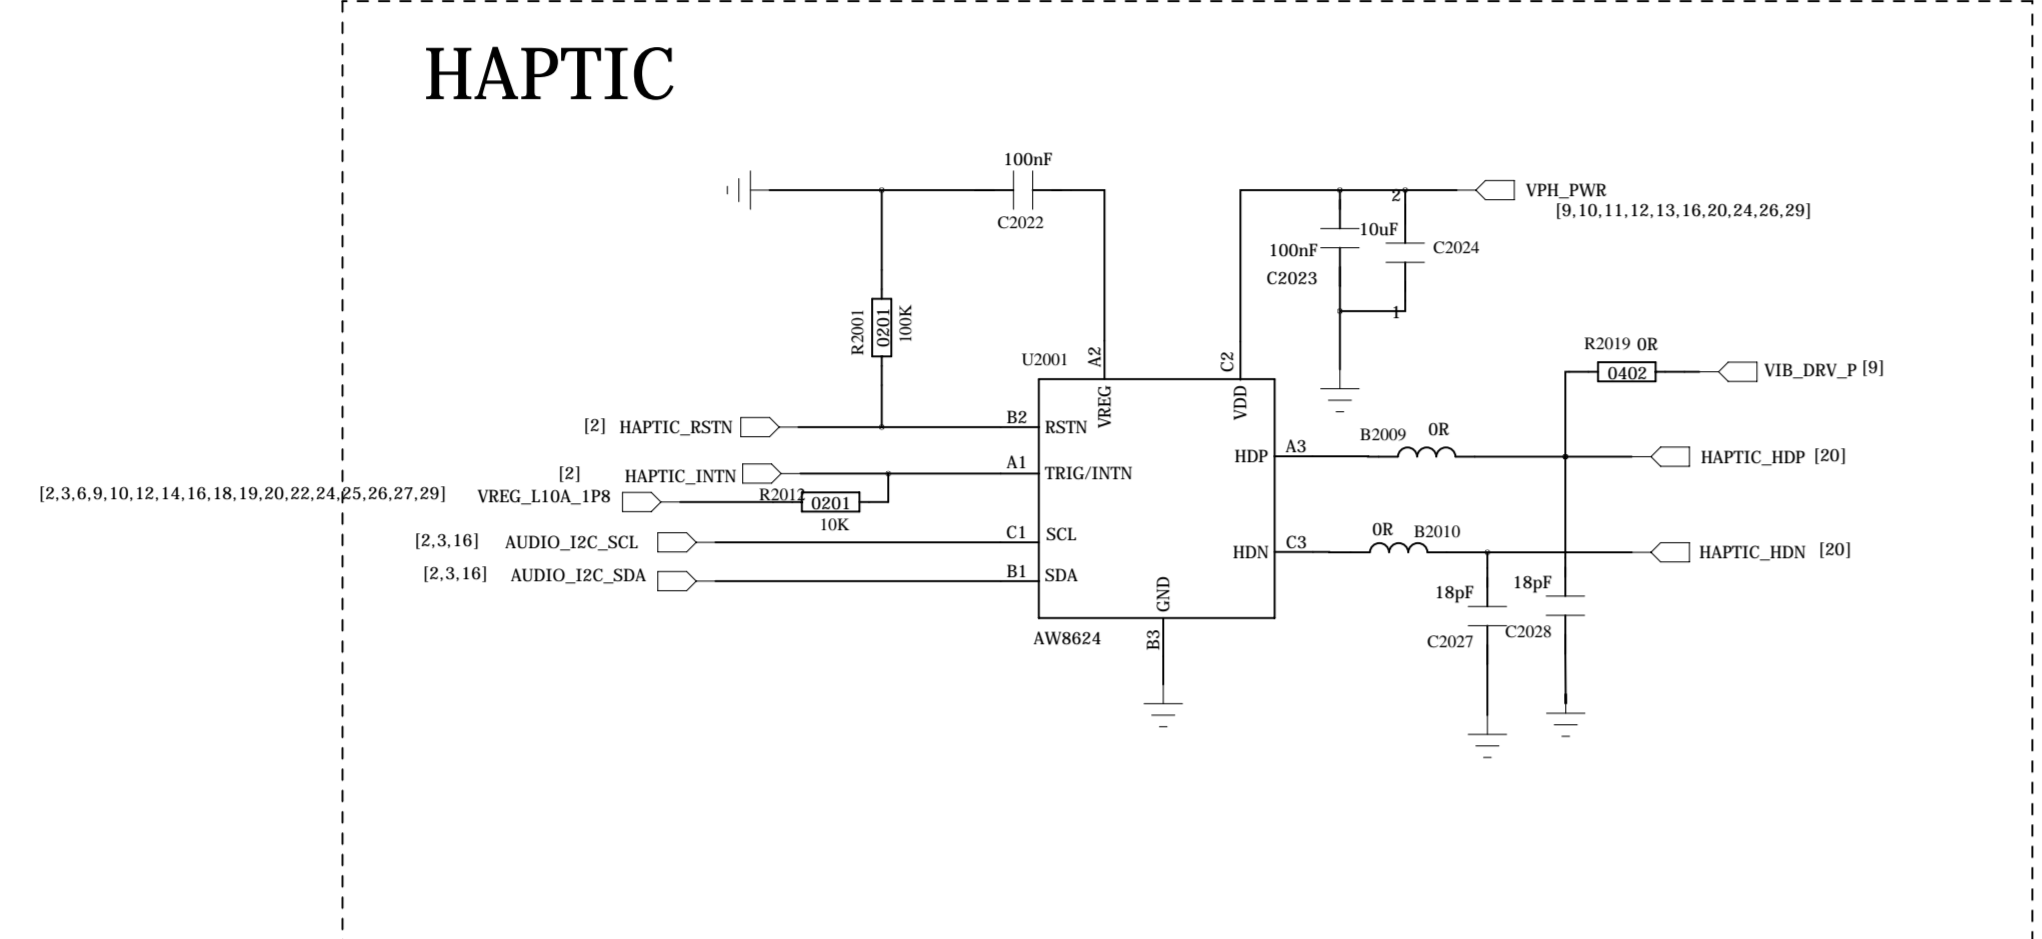 HAPTIC
100nF
C2022
2
VPH_PWR
[9,10,11,12,13,16,20,24,26,29]
10uF
100nF
C2024
C2023
1
R2001
0201
100K
U2001
A2
C2
R2019 0R
0402
VIB_DRV_P [9]
VREG
VDD
[2] HAPTIC_RSTN
B2
RSTN
B2009
0R
HDP
A3
HAPTIC_HDP [20]
[2] HAPTIC_INTN
A1
TRIG/INTN
[2,3,6,9,10,12,14,16,18,19,20,22,24,25,26,27,29]
VREG_L10A_1P8
R2012
0201
10K
[2,3,16] AUDIO_I2C_SCL
C1
SCL
0R
B2010
HDN
C3
HAPTIC_HDN [20]
[2,3,16] AUDIO_I2C_SDA
B1
SDA
GND
18pF
18pF
C2027
C2028
AW8624
B3